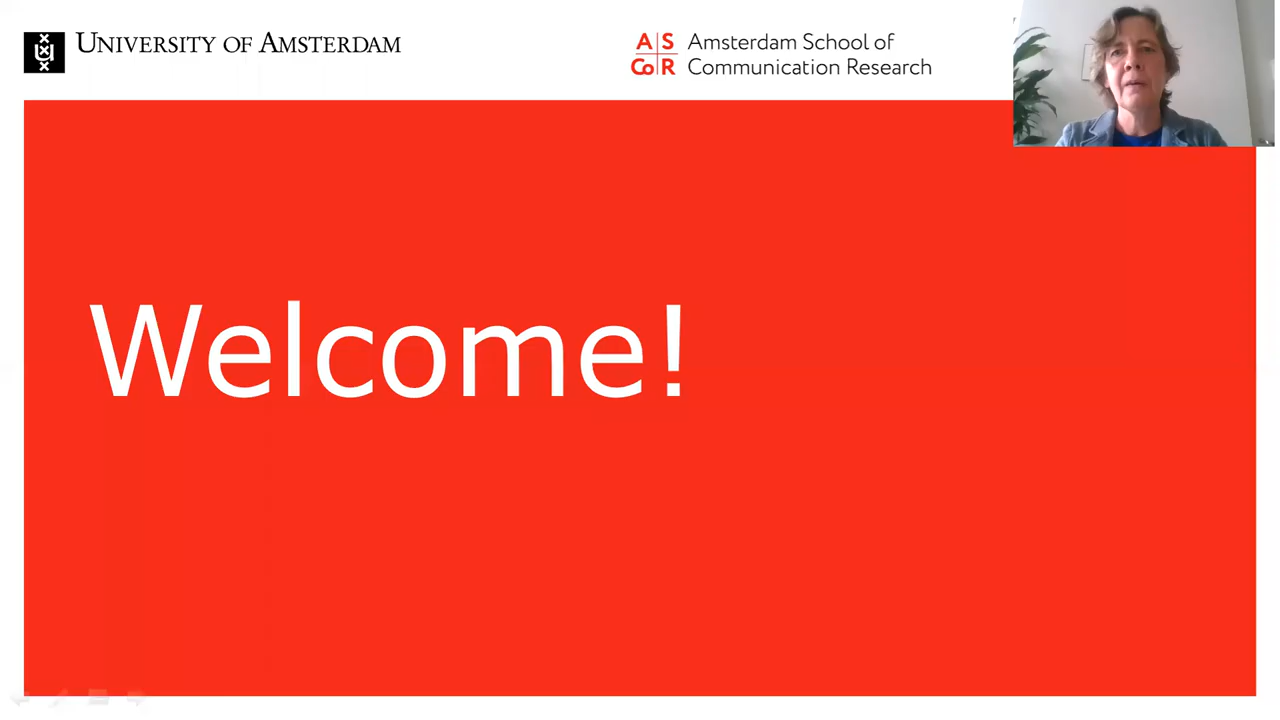 UNIVERSITY OF AMSTERDAM
A S
Co R
Amsterdam School of
Communication Research
Welcome!